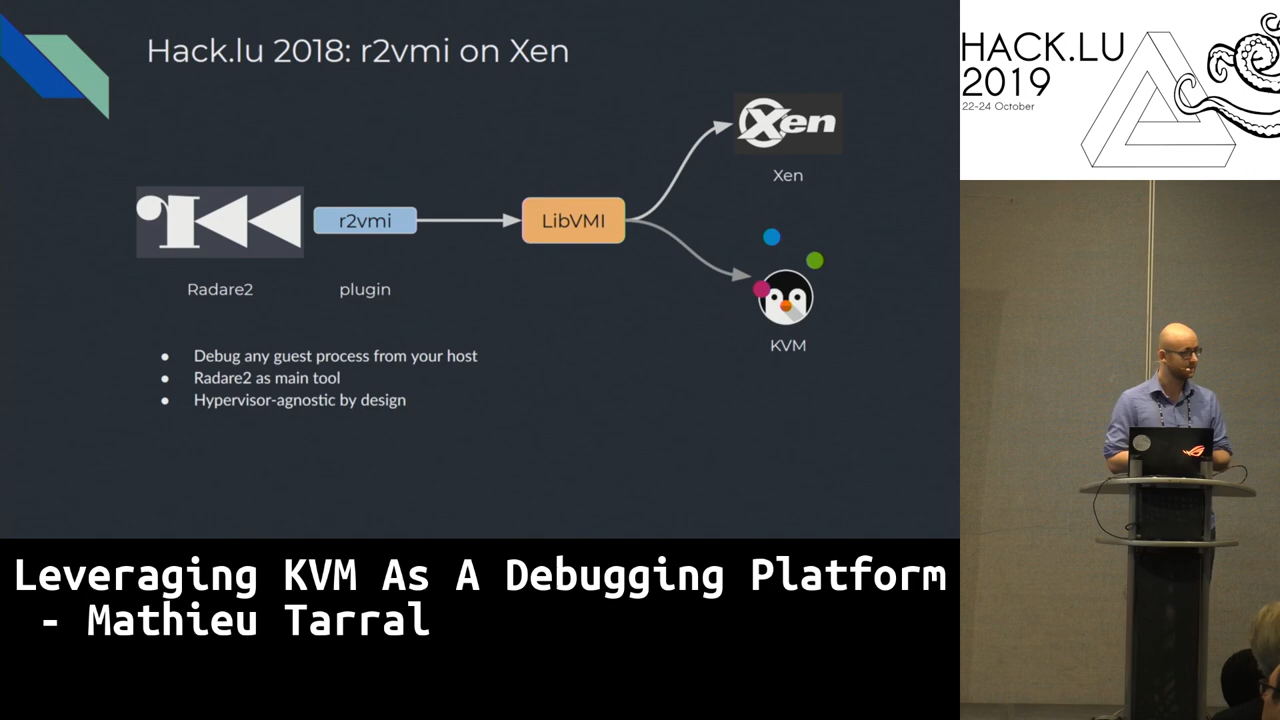 Hack.lu 2018: r2vmi on Xen
Xen
Xen
r2vmi
LibVMI
Radare2
plugin
KVM
● Debug any guest process from your host
● Radare2 as main tool
● Hypervisor-agnostic by design
HACK.LU
2019
22-24 October
Leveraging KVM As A Debugging Platform
- Mathieu Tarral